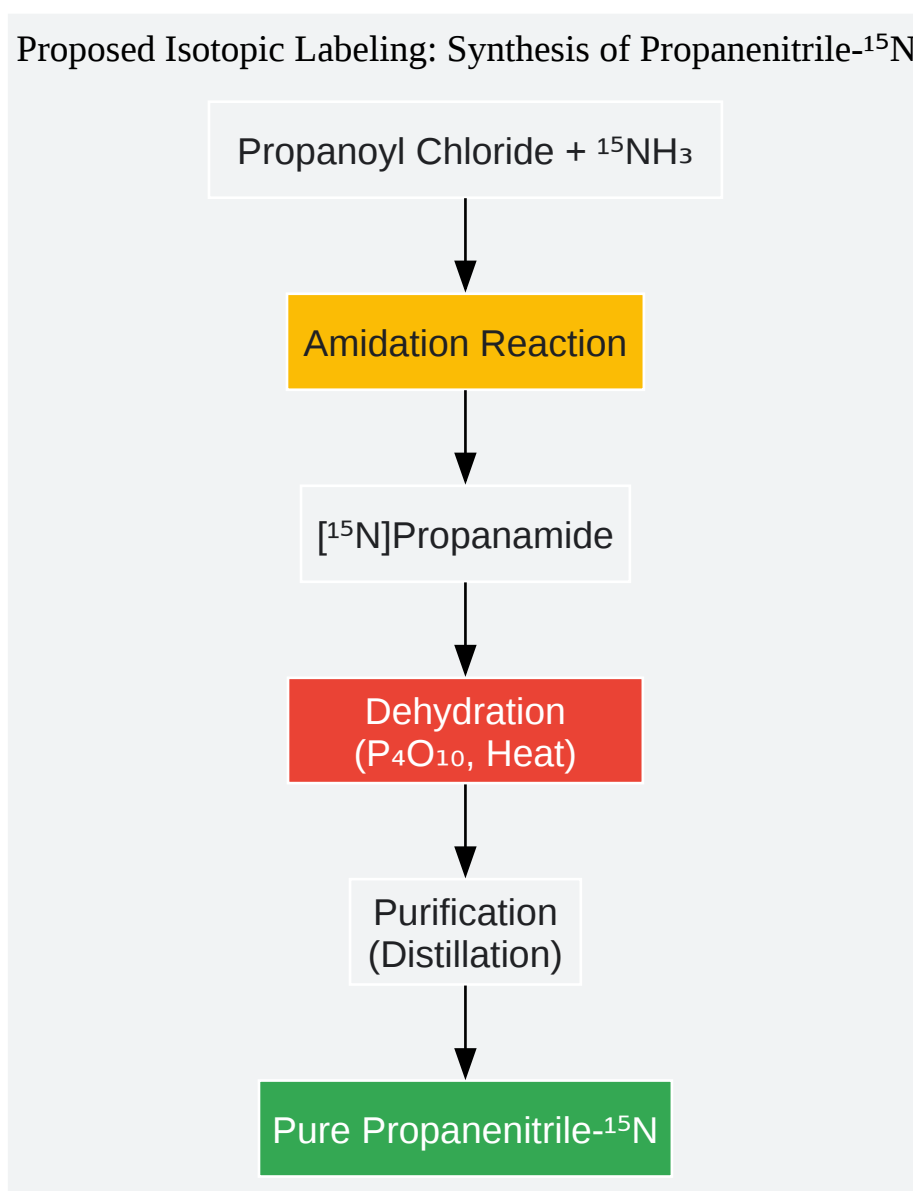 Proposed Isotopic Labeling: Synthesis of Propanenitrile-¹⁵N
Propanoyl Chloride + ¹⁵NH₃
Amidation Reaction
[¹⁵N]Propanamide
Dehydration
(P₄O₁₀, Heat)
Purification
(Distillation)
Pure Propanenitrile-¹⁵N